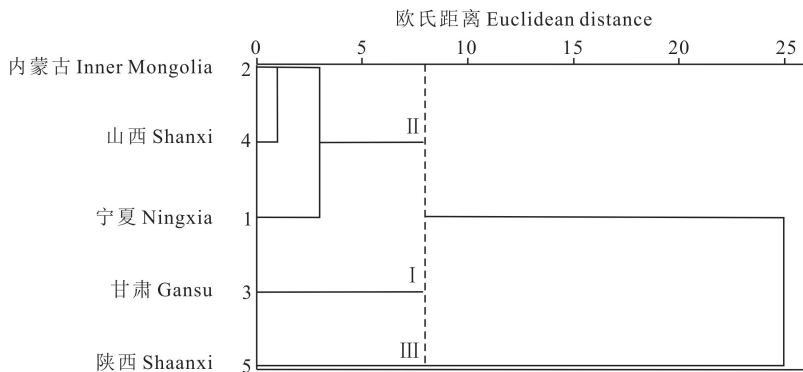 欧氏距离 Euclidean distance
0 5 10 15 20 25
内蒙古 Inner Mongolia 2
山西 Shanxi 4 II
宁夏 Ningxia 1
甘肃 Gansu 3 I
陕西 Shaanxi 5 III